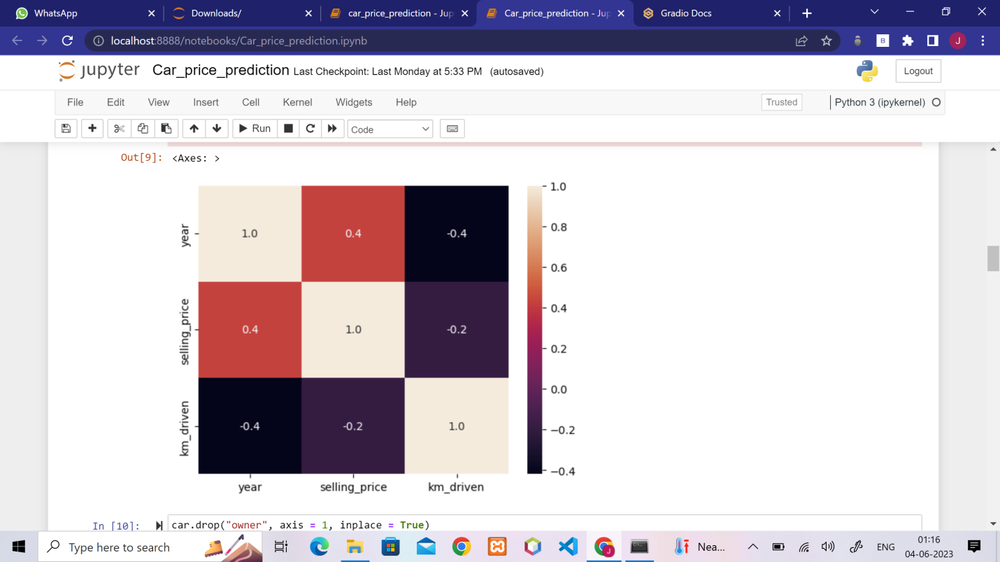 WhatsApp
Downloads/
car_price_prediction - Jup
Car_price_prediction - Jup
Gradio Docs
localhost:8888/notebooks/Car_price_prediction.ipynb
B
J
jupyter
Car_price_prediction Last Checkpoint: Last Monday at 5:33 PM (autosaved)
Logout
File Edit View Insert Cell Kernel Widgets Help
Trusted
Python 3 (ipykernel)
Run
Code
Out[9]: <Axes: >
year
1.0 0.4 -0.4
selling_price
0.4 1.0 -0.2
km_driven
-0.4 -0.2 1.0
year selling_price km_driven
1.0
0.8
0.6
0.4
0.2
0.0
−0.2
−0.4
In [10]: car.drop("owner", axis = 1, inplace = True)
Type here to search
Nea...
ENG
01:16
04-06-2023